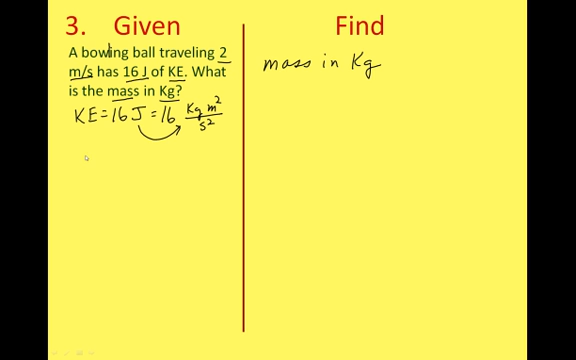 3. Given
Find
A bowling ball traveling 2
m/s has 16 J of KE. What
is the mass in Kg?
KE = 16 J = 16 Kg m² / s²
mass in Kg